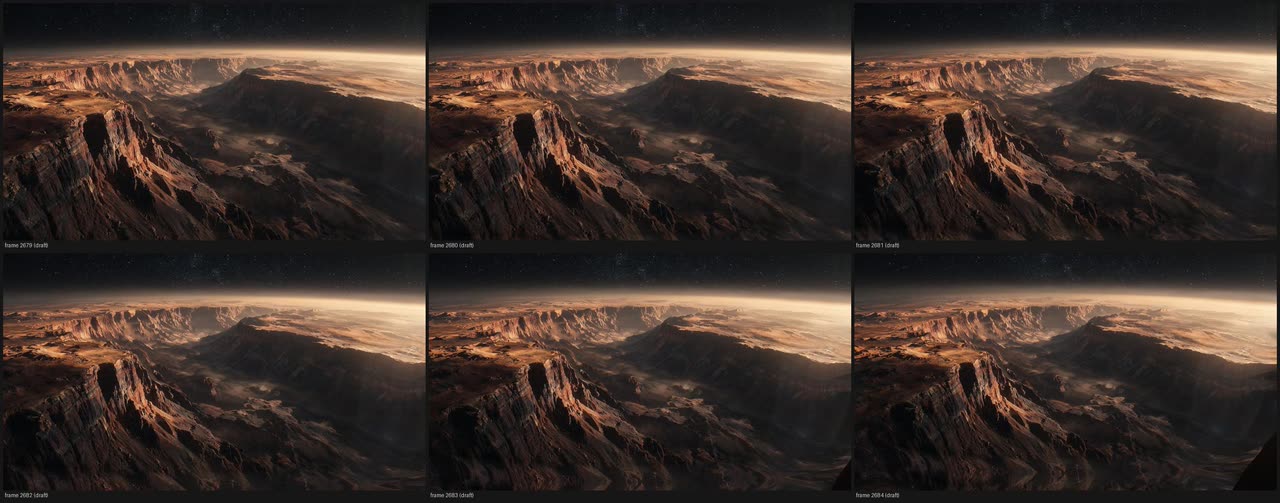 frame 2679 (draft)
frame 2680 (draft)
frame 2681 (draft)
frame 2682 (draft)
frame 2683 (draft)
frame 2684 (draft)